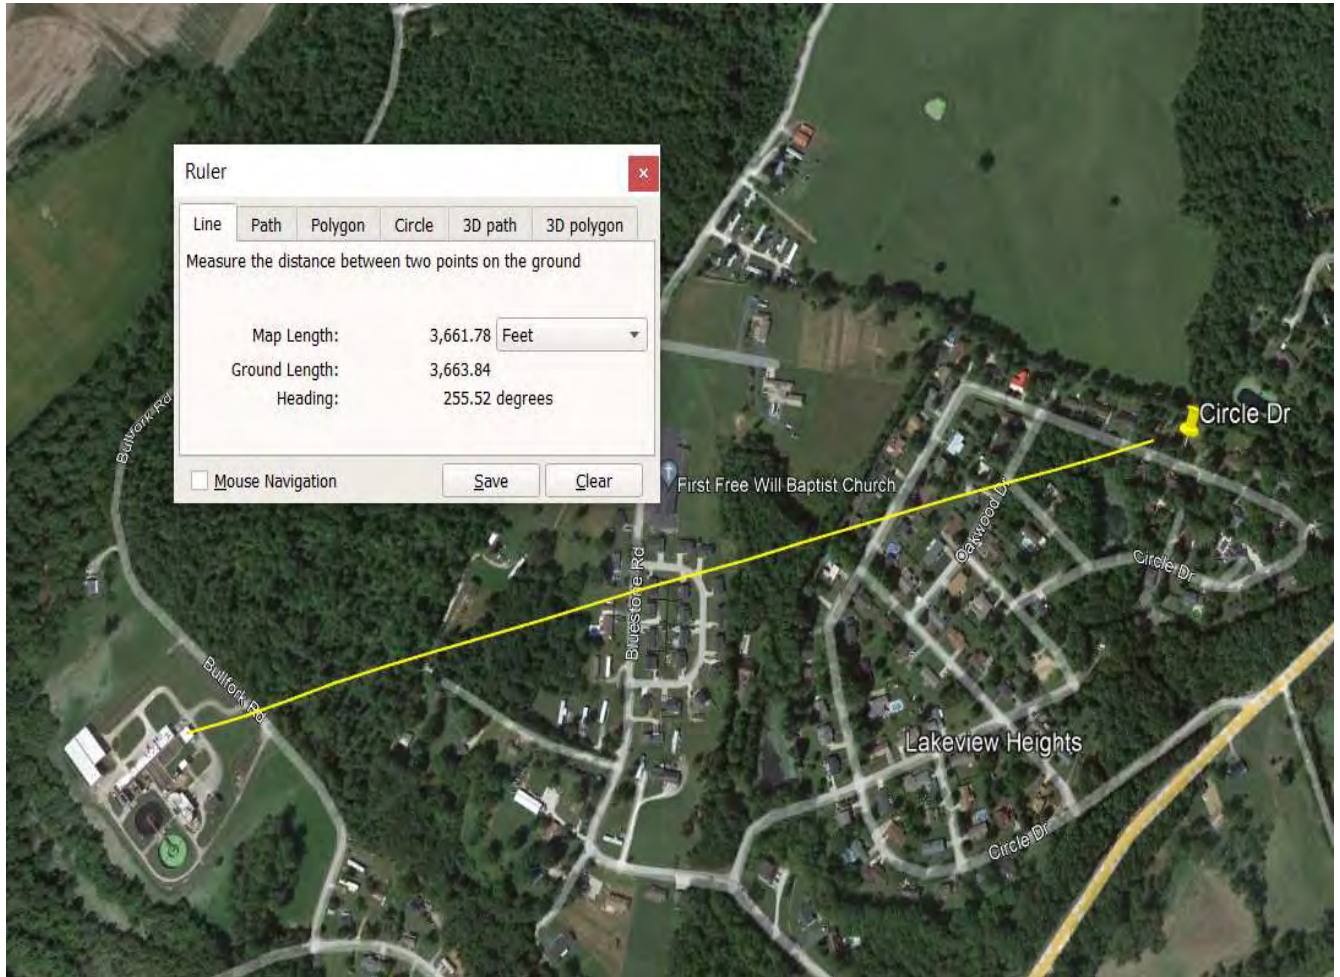 Ruler
x
Line Path Polygon Circle 3D path 3D polygon
Measure the distance between two points on the ground
Map Length: 3,661.78 Feet
Ground Length: 3,663.84
Heading: 255.52 degrees
Mouse Navigation Save Clear
Bullfork Rd
Circle Dr
First Free Will Baptist Church
Oakwood Dr
Circle Dr
Bluestone Rd
Bullfork Rd
Lakeview Heights
Circle Dr